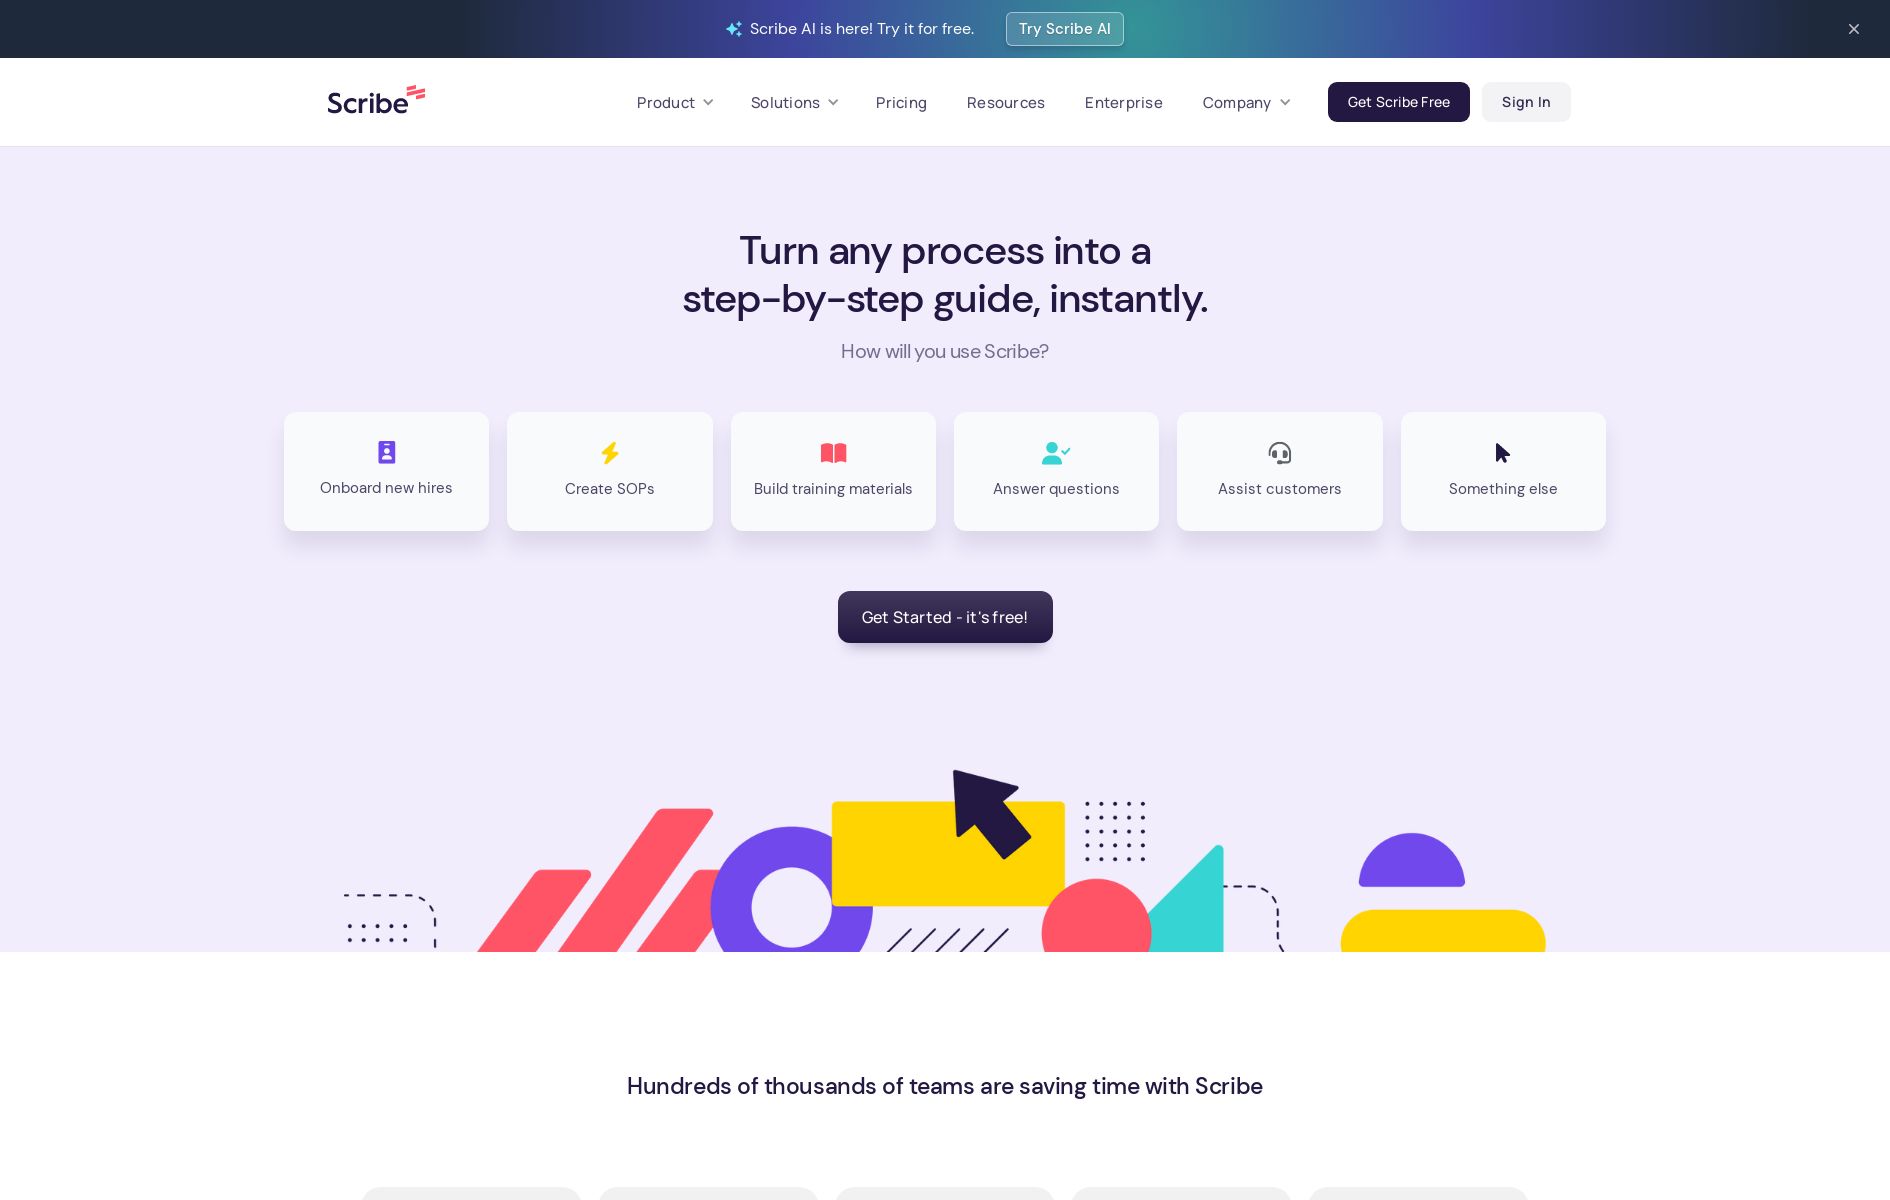 Scribe AI is here! Try it for free.
Try Scribe AI
Scribe
Product
Solutions
Pricing
Resources
Enterprise
Company
Get Scribe Free
Sign In
Turn any process into a
step-by-step guide, instantly.
How will you use Scribe?
Onboard new hires
Create SOPs
Build training materials
Answer questions
Assist customers
Something else
Get Started - it's free!
Hundreds of thousands of teams are saving time with Scribe